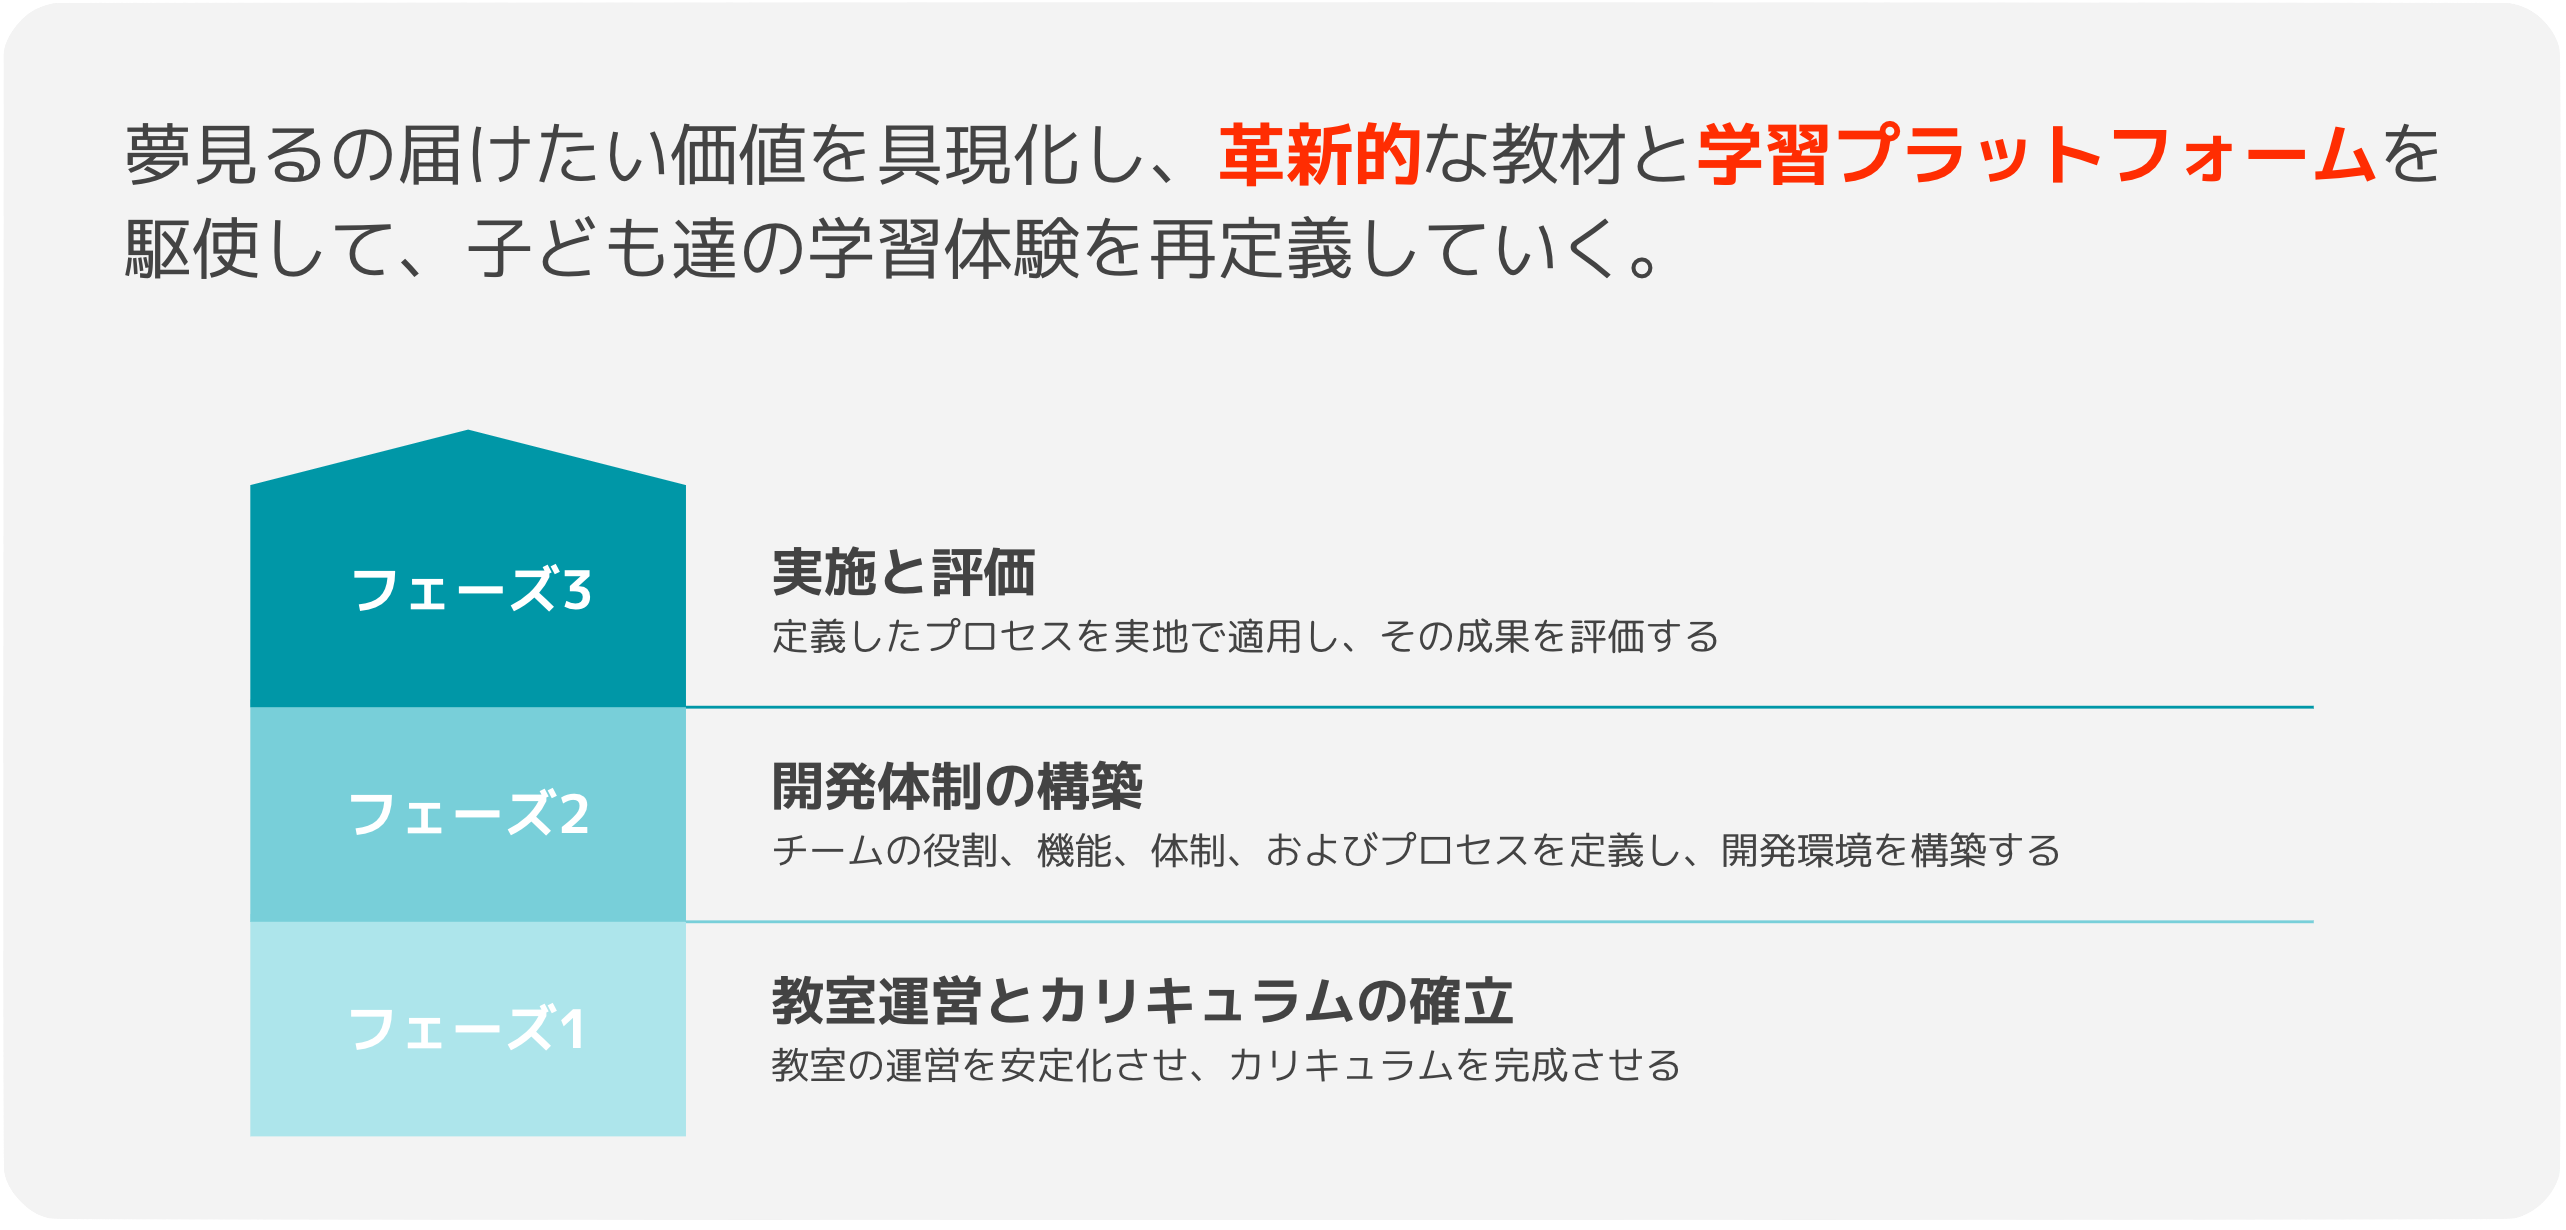 夢見るの届けたい価値を具現化し、革新的な教材と学習プラットフォームを
駆使して、子ども達の学習体験を再定義していく。
フェーズ3
実施と評価
定義したプロセスを実地で適用し、その成果を評価する
フェーズ2
開発体制の構築
チームの役割、機能、体制、およびプロセスを定義し、開発環境を構築する
フェーズ1
教室運営とカリキュラムの確立
教室の運営を安定化させ、カリキュラムを完成させる